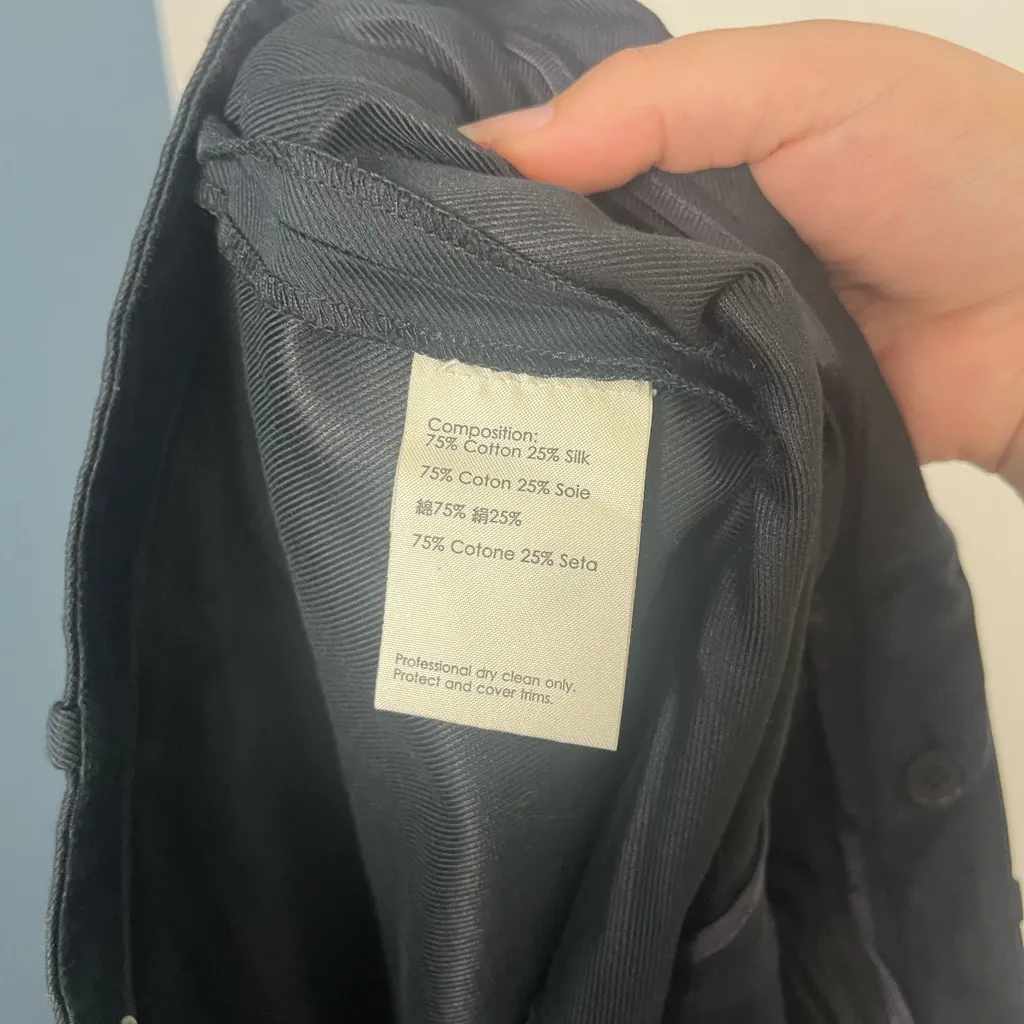 Composition:
75% Cotton 25% Silk
75% Coton 25% Soie
綿75% 絹25%
75% Cotone 25% Seta
Professional dry clean only.
Protect and cover trims.